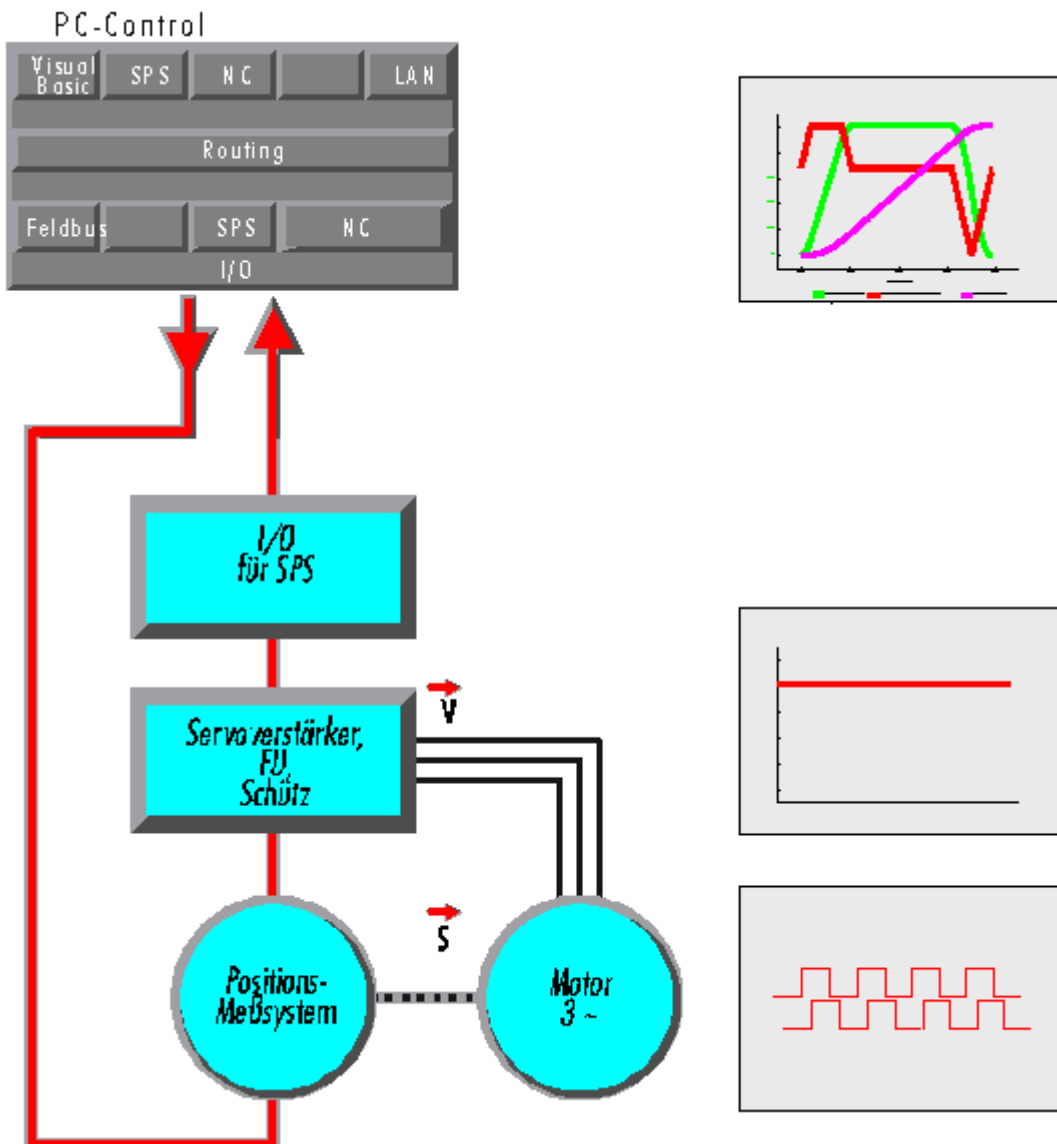 PC-Control
Visual
Basic
SPS
NC
LAN
Routing
Feldbus
SPS
NC
I/O
I/O
für SPS
V
Servoverstärker,
FU,
Schütz
S
Positions-
Meßsystem
Motor
3 ~